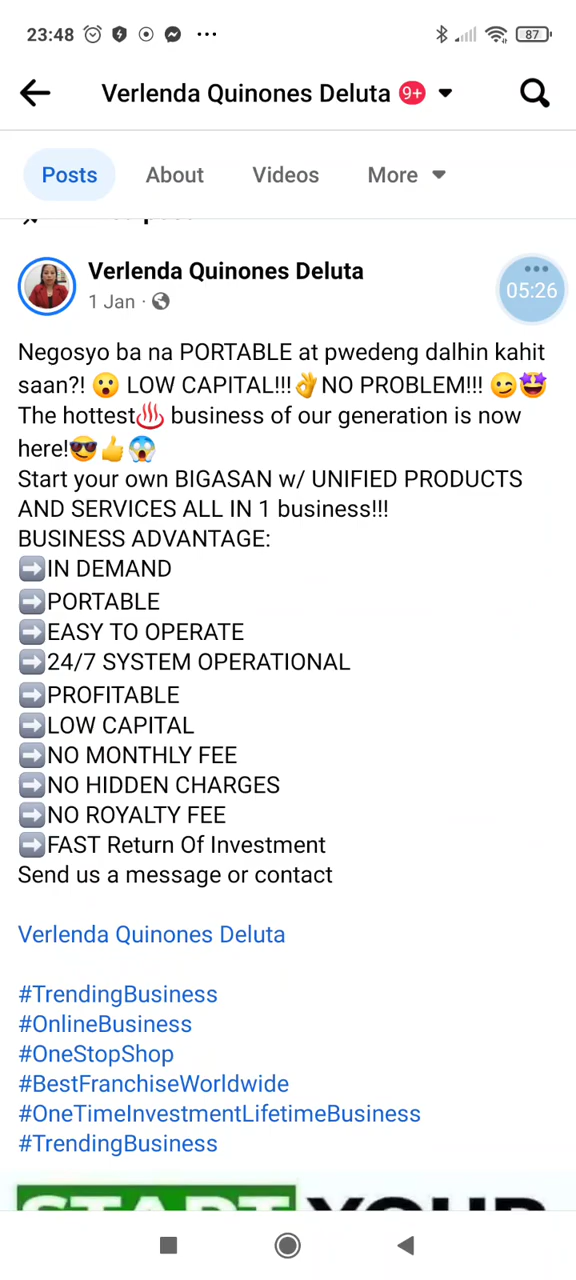 23:48
87
Verlenda Quinones Deluta 9+
Posts About Videos More
Verlenda Quinones Deluta
1 Jan ·
05:26
Negosyo ba na PORTABLE at pwedeng dalhin kahit
saan?! 😮 LOW CAPITAL!!!👌NO PROBLEM!!! 😉🤩
The hottest♨️ business of our generation is now
here!😎👍😱
Start your own BIGASAN w/ UNIFIED PRODUCTS
AND SERVICES ALL IN 1 business!!!
BUSINESS ADVANTAGE:
➡️IN DEMAND
➡️PORTABLE
➡️EASY TO OPERATE
➡️24/7 SYSTEM OPERATIONAL
➡️PROFITABLE
➡️LOW CAPITAL
➡️NO MONTHLY FEE
➡️NO HIDDEN CHARGES
➡️NO ROYALTY FEE
➡️FAST Return Of Investment
Send us a message or contact
Verlenda Quinones Deluta
#TrendingBusiness
#OnlineBusiness
#OneStopShop
#BestFranchiseWorldwide
#OneTimeInvestmentLifetimeBusiness
#TrendingBusiness
START YOUR